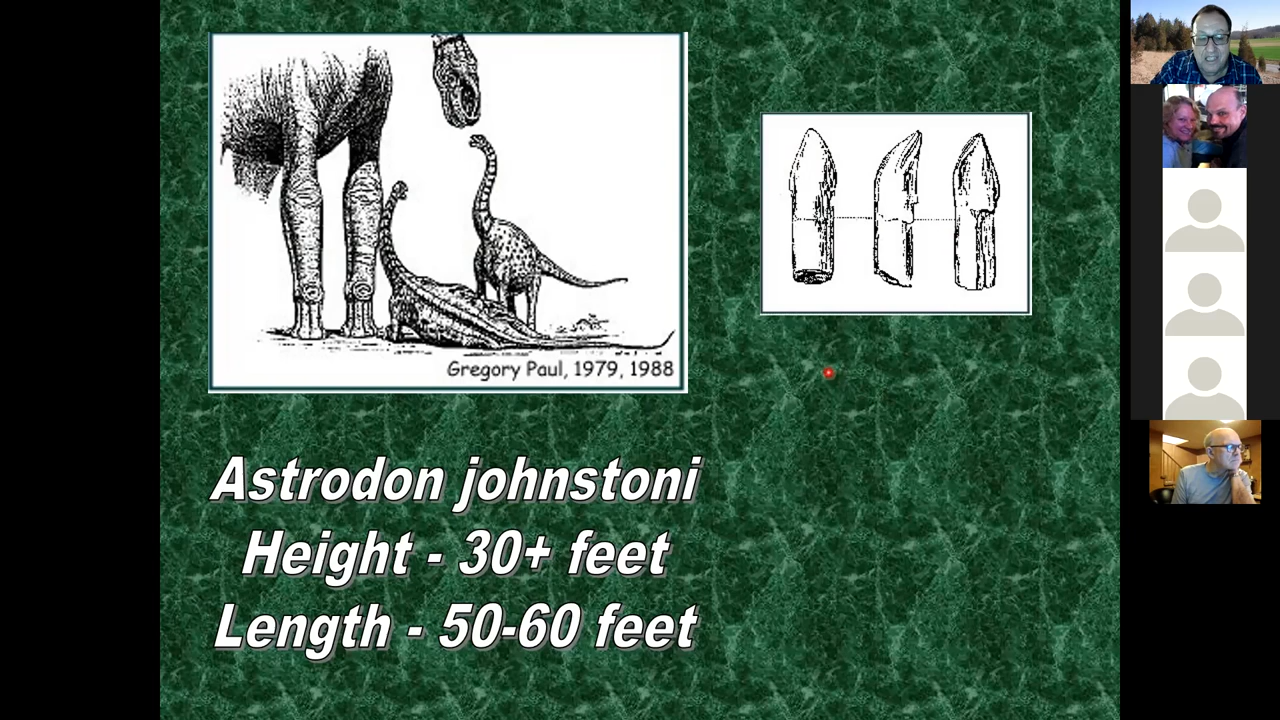 Gregory Paul, 1979, 1988
Astrodon johnstoni
Height - 30+ feet
Length - 50-60 feet